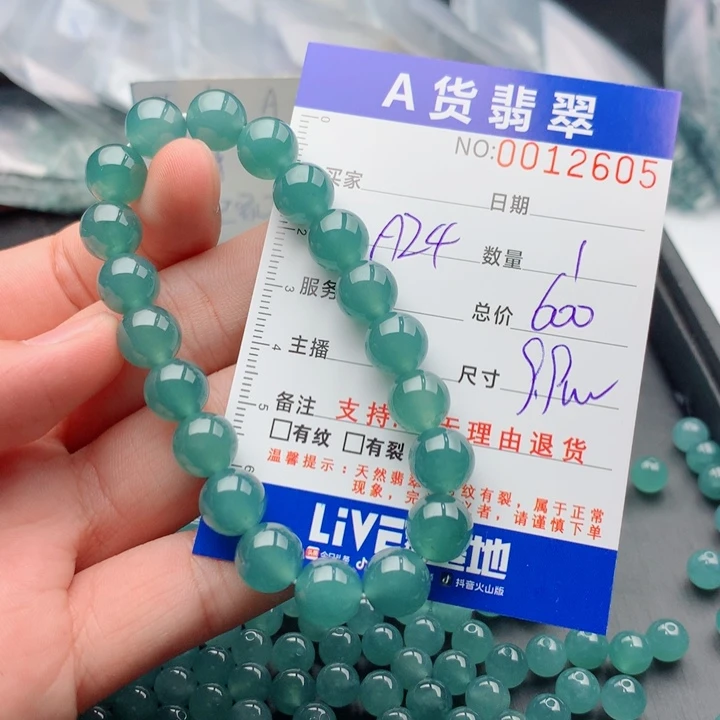 A货翡翠
NO:0012605
买家
日期
A24
数量 1
服务
总价 600
主播
尺寸
备注 支持 无理由退货
□有纹 □有裂
温馨提示:天然翡翠 纹有裂,属于正常
现象,完 者,请谨慎下单
LiVE 基地
抖音火山版